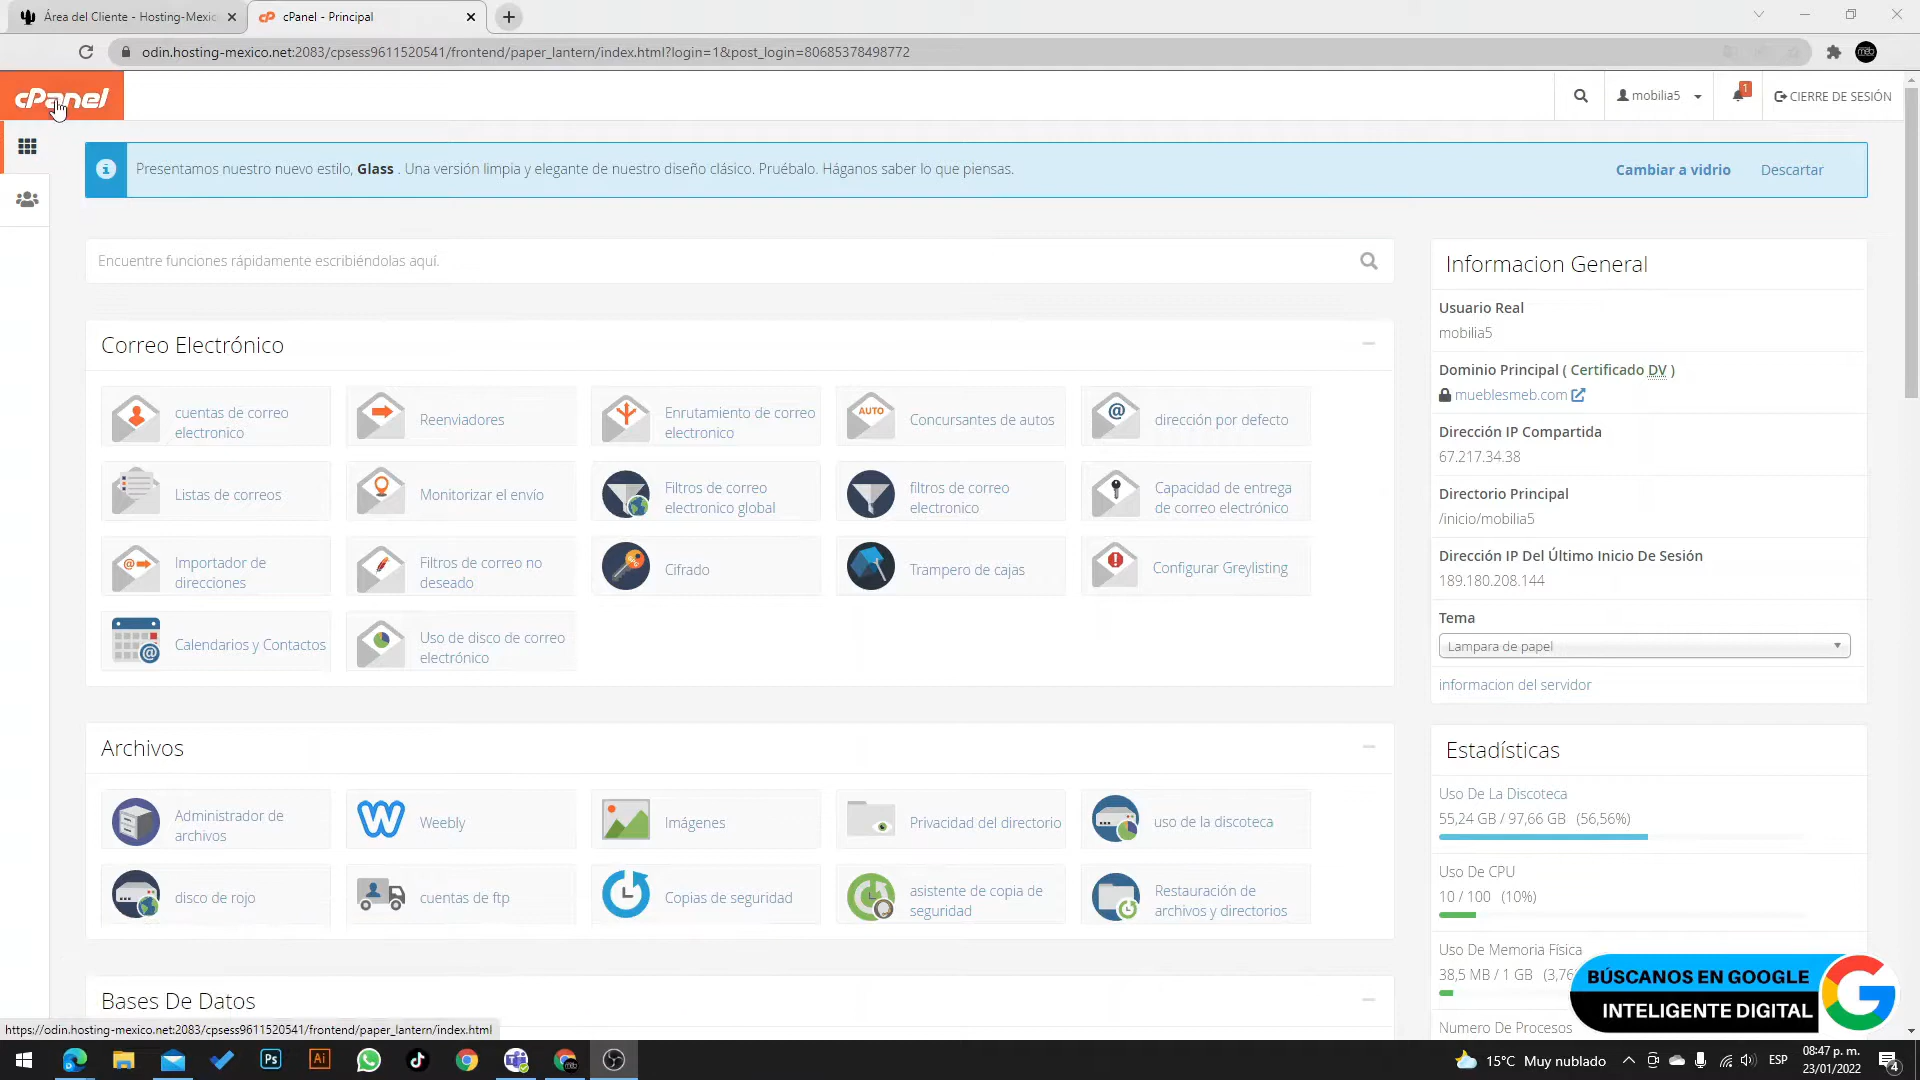 Área del Cliente - Hosting-Mexic
cPanel - Principal
odin.hosting-mexico.net:2083/cpsess9611520541/frontend/paper_lantern/index.html?login=1&post_login=80685378498772
cPanel
mobilia5
1
CIERRE DE SESIÓN
Presentamos nuestro nuevo estilo, Glass . Una versión limpia y elegante de nuestro diseño clásico. Pruébalo. Háganos saber lo que piensas.
Cambiar a vidrio
Descartar
Encuentre funciones rápidamente escribiéndolas aquí.
Correo Electrónico
cuentas de correo
electronico
Reenviadores
Enrutamiento de correo
electronico
AUTO
Concursantes de autos
dirección por defecto
Listas de correos
Monitorizar el envío
Filtros de correo
electronico global
filtros de correo
electronico
Capacidad de entrega
de correo electrónico
Importador de
direcciones
Filtros de correo no
deseado
Cifrado
Trampero de cajas
Configurar Greylisting
Calendarios y Contactos
Uso de disco de correo
electrónico
Archivos
Administrador de
archivos
Weebly
Imágenes
Privacidad del directorio
uso de la discoteca
disco de rojo
cuentas de ftp
Copias de seguridad
asistente de copia de
seguridad
Restauración de
archivos y directorios
Bases De Datos
Informacion General
Usuario Real
mobilia5
Dominio Principal ( Certificado DV )
mueblesmeb.com
Dirección IP Compartida
67.217.34.38
Directorio Principal
/inicio/mobilia5
Dirección IP Del Último Inicio De Sesión
189.180.208.144
Tema
Lampara de papel
informacion del servidor
Estadísticas
Uso De La Discoteca
55,24 GB / 97,66 GB (56,56%)
Uso De CPU
10 / 100 (10%)
Uso De Memoria Física
38,5 MB / 1 GB (3,76
Numero De Procesos
BÚSCANOS EN GOOGLE
INTELIGENTE DIGITAL
https://odin.hosting-mexico.net:2083/cpsess9611520541/frontend/paper_lantern/index.html
Ps
Ai
15°C Muy nublado
ESP
08:47 p. m.
23/01/2022
4